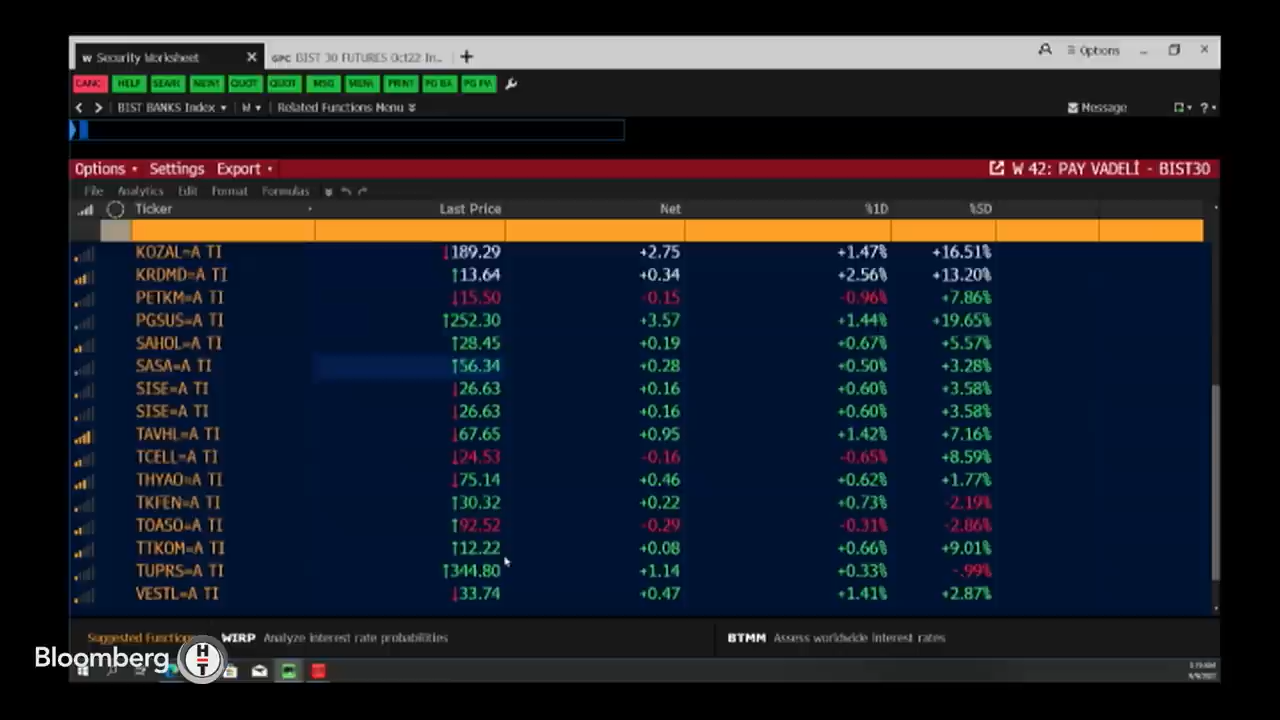 W Security Worksheet X GPC BIST 30 FUTURES Oct22 In... + Options
CANC HELP SEARC NEWS QUOT QUOT MSG MENU PRINT PG BA PG FW
< > BIST BANKS Index W Related Functions Menu Message ?
Options Settings Export W 42: PAY VADELİ - BIST30
File Analytics Edit Format Formulas
Ticker Last Price Net %1D %5D
KOZAL=A TI ↓189.29 +2.75 +1.47% +16.51%
KRDMD=A TI ↑13.64 +0.34 +2.56% +13.20%
PETKM=A TI ↓15.50 -0.15 -0.96% +7.86%
PGSUS=A TI ↑252.30 +3.57 +1.44% +19.65%
SAHOL=A TI ↑28.45 +0.19 +0.67% +5.57%
SASA=A TI ↑56.34 +0.28 +0.50% +3.28%
SISE=A TI ↓26.63 +0.16 +0.60% +3.58%
SISE=A TI ↓26.63 +0.16 +0.60% +3.58%
TAVHL=A TI ↓67.65 +0.95 +1.42% +7.16%
TCELL=A TI ↓24.53 -0.16 -0.65% +8.59%
THYAO=A TI ↓75.14 +0.46 +0.62% +1.77%
TKFEN=A TI ↑30.32 +0.22 +0.73% -2.19%
TOASO=A TI ↑92.52 -0.29 -0.31% -2.86%
TTKOM=A TI ↑12.22 +0.08 +0.66% +9.01%
TUPRS=A TI ↑344.80 +1.14 +0.33% -.99%
VESTL=A TI ↓33.74 +0.47 +1.41% +2.87%
Suggested Functions WIRP Analyze interest rate probabilities BTMM Assess worldwide interest rates
Bloomberg HT